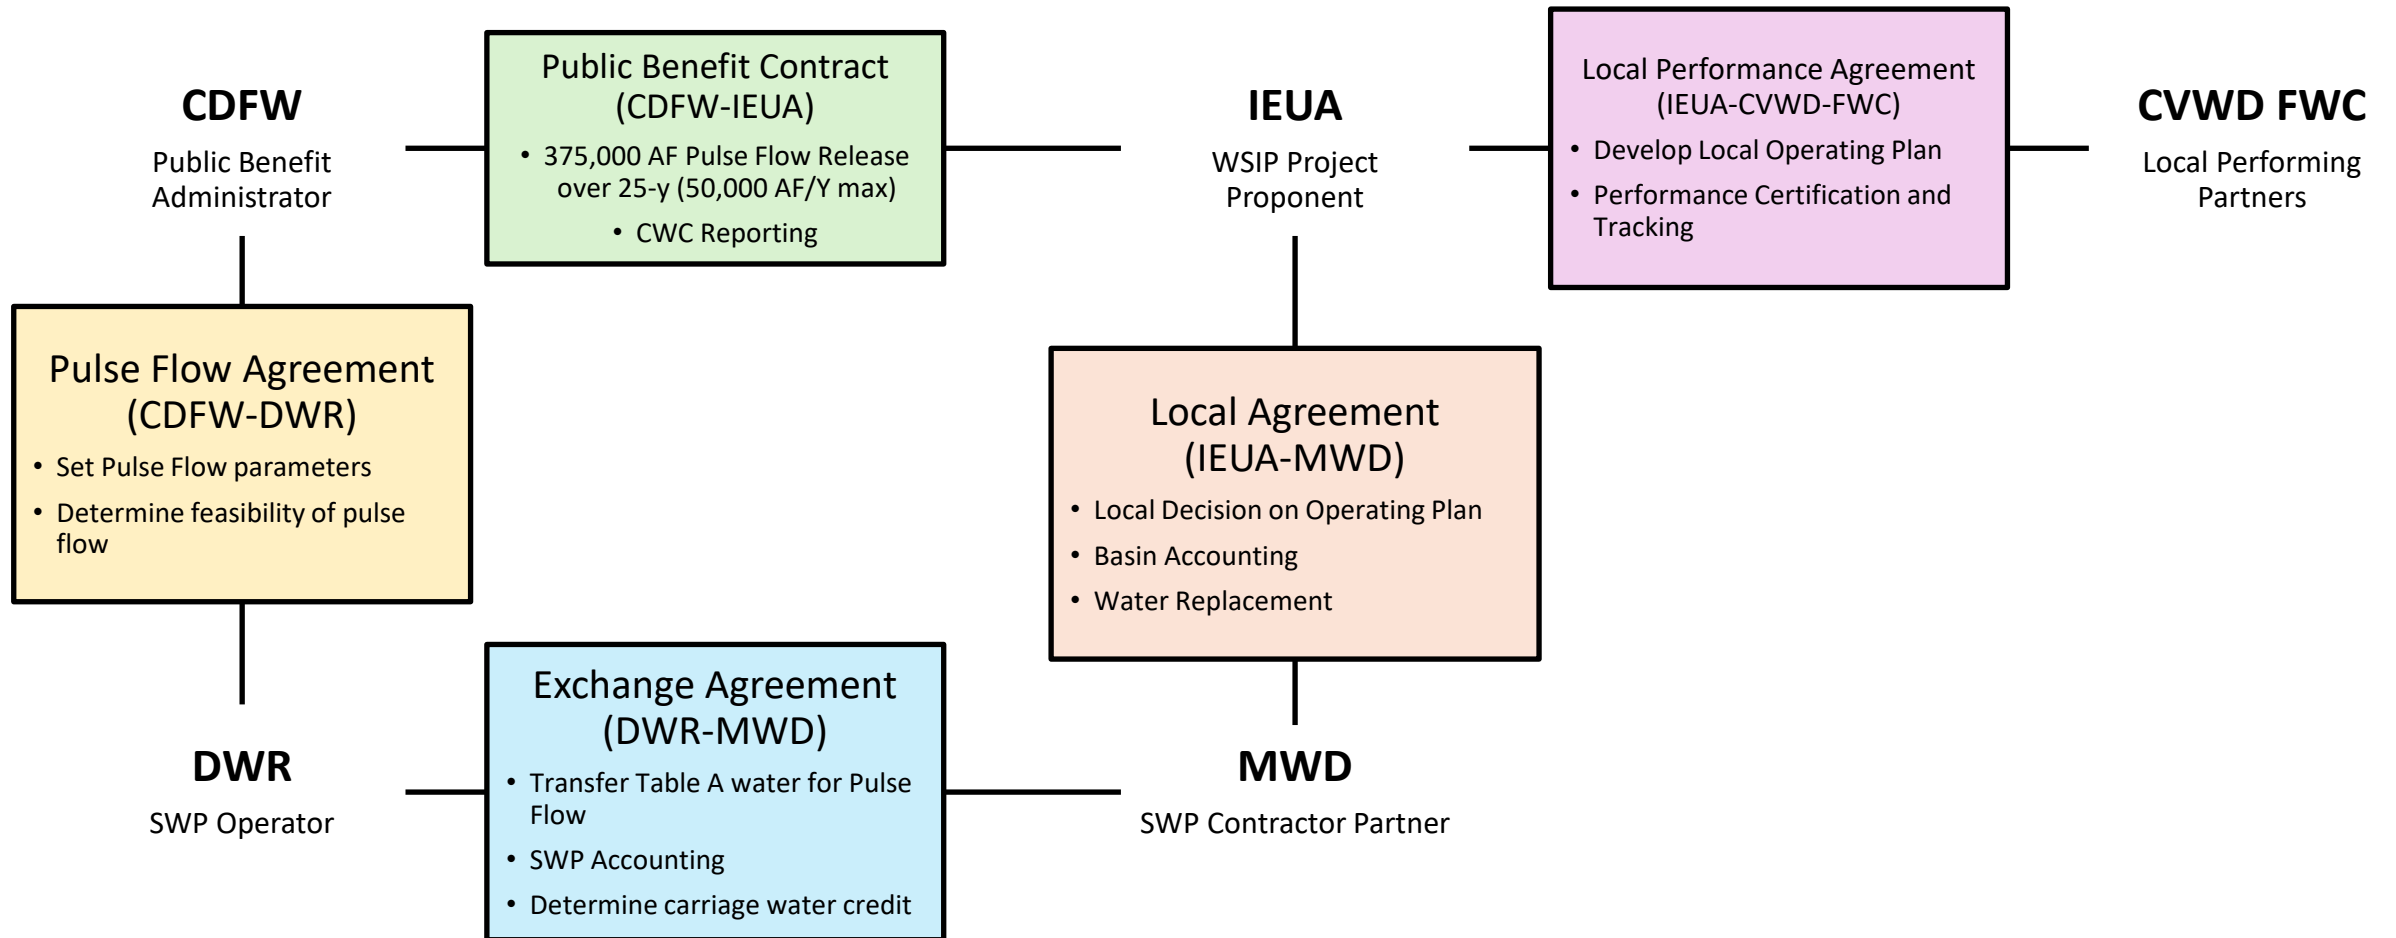 CDFW
Public Benefit
Administrator
Public Benefit Contract
(CDFW-IEUA)
• 375,000 AF Pulse Flow Release
over 25-y (50,000 AF/Y max)
• CWC Reporting
IEUA
WSIP Project
Proponent
Local Performance Agreement
(IEUA-CVWD-FWC)
• Develop Local Operating Plan
• Performance Certification and
Tracking
CVWD FWC
Local Performing
Partners
Pulse Flow Agreement
(CDFW-DWR)
• Set Pulse Flow parameters
• Determine feasibility of pulse
flow
Local Agreement
(IEUA-MWD)
• Local Decision on Operating Plan
• Basin Accounting
• Water Replacement
DWR
SWP Operator
Exchange Agreement
(DWR-MWD)
• Transfer Table A water for Pulse
Flow
• SWP Accounting
• Determine carriage water credit
MWD
SWP Contractor Partner